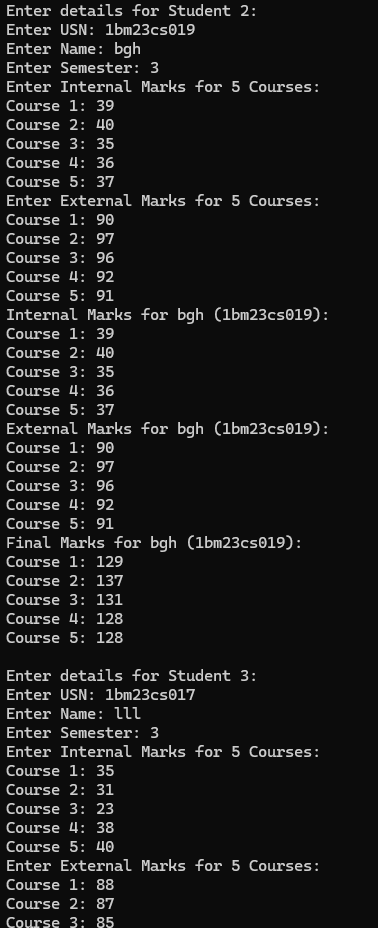 Enter details for Student 2:
Enter USN: 1bm23cs019
Enter Name: bgh
Enter Semester: 3
Enter Internal Marks for 5 Courses:
Course 1: 39
Course 2: 40
Course 3: 35
Course 4: 36
Course 5: 37
Enter External Marks for 5 Courses:
Course 1: 90
Course 2: 97
Course 3: 96
Course 4: 92
Course 5: 91
Internal Marks for bgh (1bm23cs019):
Course 1: 39
Course 2: 40
Course 3: 35
Course 4: 36
Course 5: 37
External Marks for bgh (1bm23cs019):
Course 1: 90
Course 2: 97
Course 3: 96
Course 4: 92
Course 5: 91
Final Marks for bgh (1bm23cs019):
Course 1: 129
Course 2: 137
Course 3: 131
Course 4: 128
Course 5: 128
Enter details for Student 3:
Enter USN: 1bm23cs017
Enter Name: lll
Enter Semester: 3
Enter Internal Marks for 5 Courses:
Course 1: 35
Course 2: 31
Course 3: 23
Course 4: 38
Course 5: 40
Enter External Marks for 5 Courses:
Course 1: 88
Course 2: 87
Course 3: 85